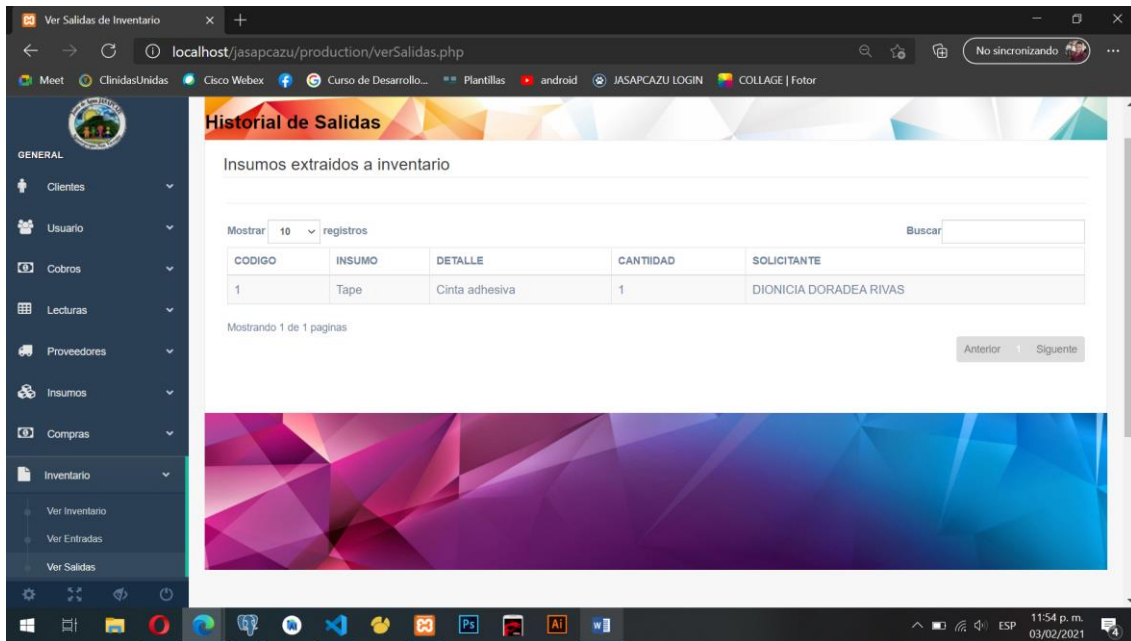 Ver Salidas de Inventario
localhost/jasapcazu/production/verSalidas.php
No sincronizando
Meet
ClinidasUnidas
Cisco Webex
Curso de Desarrollo...
Plantillas
android
JASAPCAZU LOGIN
COLLAGE | Fotor
GENERAL
Clientes
Usuario
Cobros
Lecturas
Proveedores
Insumos
Compras
Inventario
Ver Inventario
Ver Entradas
Ver Salidas
Historial de Salidas
Insumos extraidos a inventario
Mostrar 10 registros
Buscar
CODIGO INSUMO DETALLE CANTIIDAD SOLICITANTE
1 Tape Cinta adhesiva 1 DIONICIA DORADEA RIVAS
Mostrando 1 de 1 paginas
Anterior 1 Siguente
Ps
Ai
ESP
11:54 p. m.
03/02/2021
4